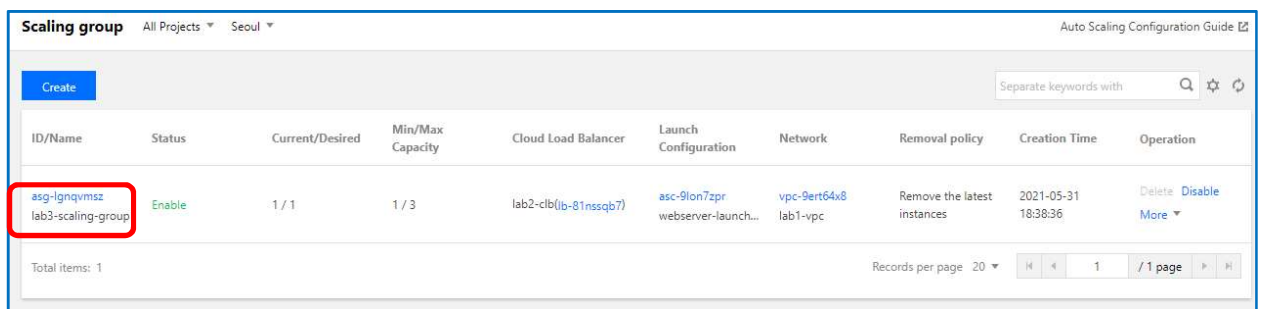 Scaling group All Projects Seoul Auto Scaling Configuration Guide
Create Separate keywords with
ID/Name Status Current/Desired Min/Max Capacity Cloud Load Balancer Launch Configuration Network Removal policy Creation Time Operation
asg-lgnqvmsz asc-9lon7zpr vpc-9ert64x8 Remove the latest 2021-05-31 Delete Disable
Enable 1 / 1 1 / 3 lab2-clb(lb-81nssqb7)
lab3-scaling-group webserver-launch... lab1-vpc instances 18:38:36 More
Total items: 1 Records per page 20 1 / 1 page